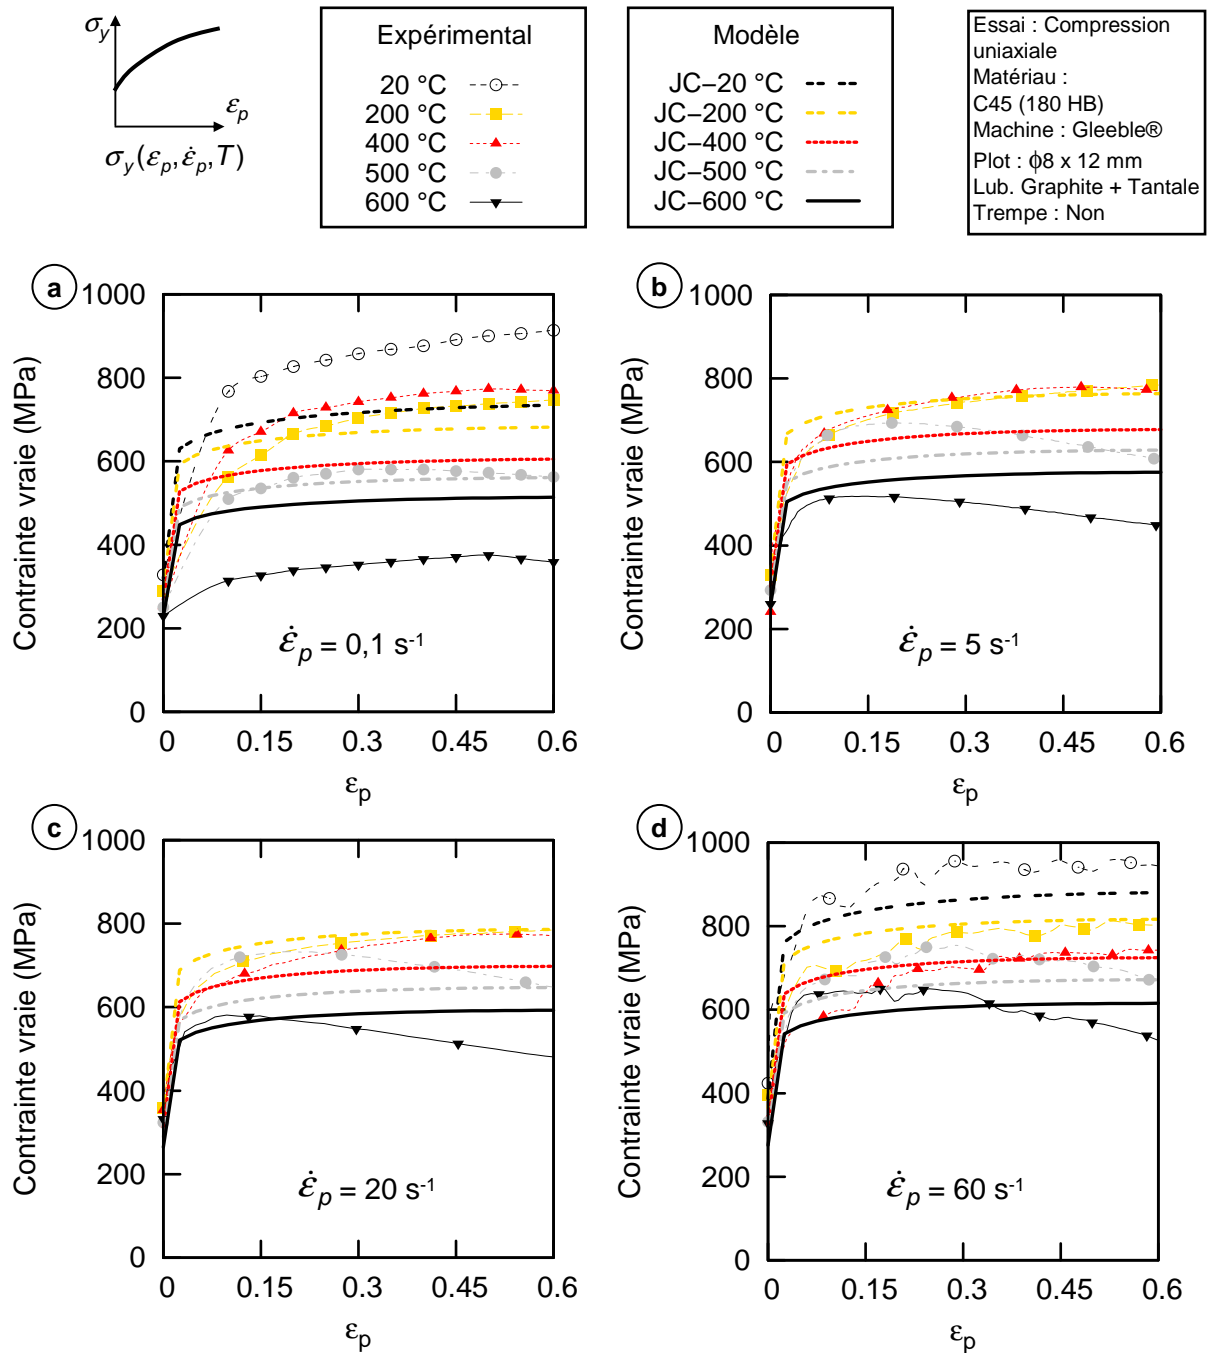 σy
εp
σy(εp, ε̇p, T)
Expérimental
20 °C
200 °C
400 °C
500 °C
600 °C
Modèle
JC−20 °C
JC−200 °C
JC−400 °C
JC−500 °C
JC−600 °C
Essai : Compression
uniaxiale
Matériau :
C45 (180 HB)
Machine : Gleeble®
Plot : ϕ8 x 12 mm
Lub. Graphite + Tantale
Trempe : Non
a
Contrainte vraie (MPa)
1000
800
600
400
200
0
ε̇p = 0,1 s-1
0 0.15 0.3 0.45 0.6
εp
b
Contrainte vraie (MPa)
1000
800
600
400
200
0
ε̇p = 5 s-1
0 0.15 0.3 0.45 0.6
εp
c
Contrainte vraie (MPa)
1000
800
600
400
200
0
ε̇p = 20 s-1
0 0.15 0.3 0.45 0.6
εp
d
Contrainte vraie (MPa)
1000
800
600
400
200
0
ε̇p = 60 s-1
0 0.15 0.3 0.45 0.6
εp